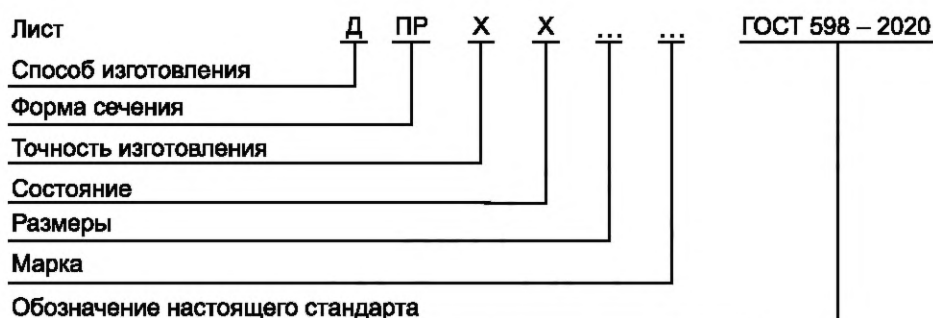 Лист Д ПР Х Х ... ... ГОСТ 598 – 2020
Способ изготовления
Форма сечения
Точность изготовления
Состояние
Размеры
Марка
Обозначение настоящего стандарта